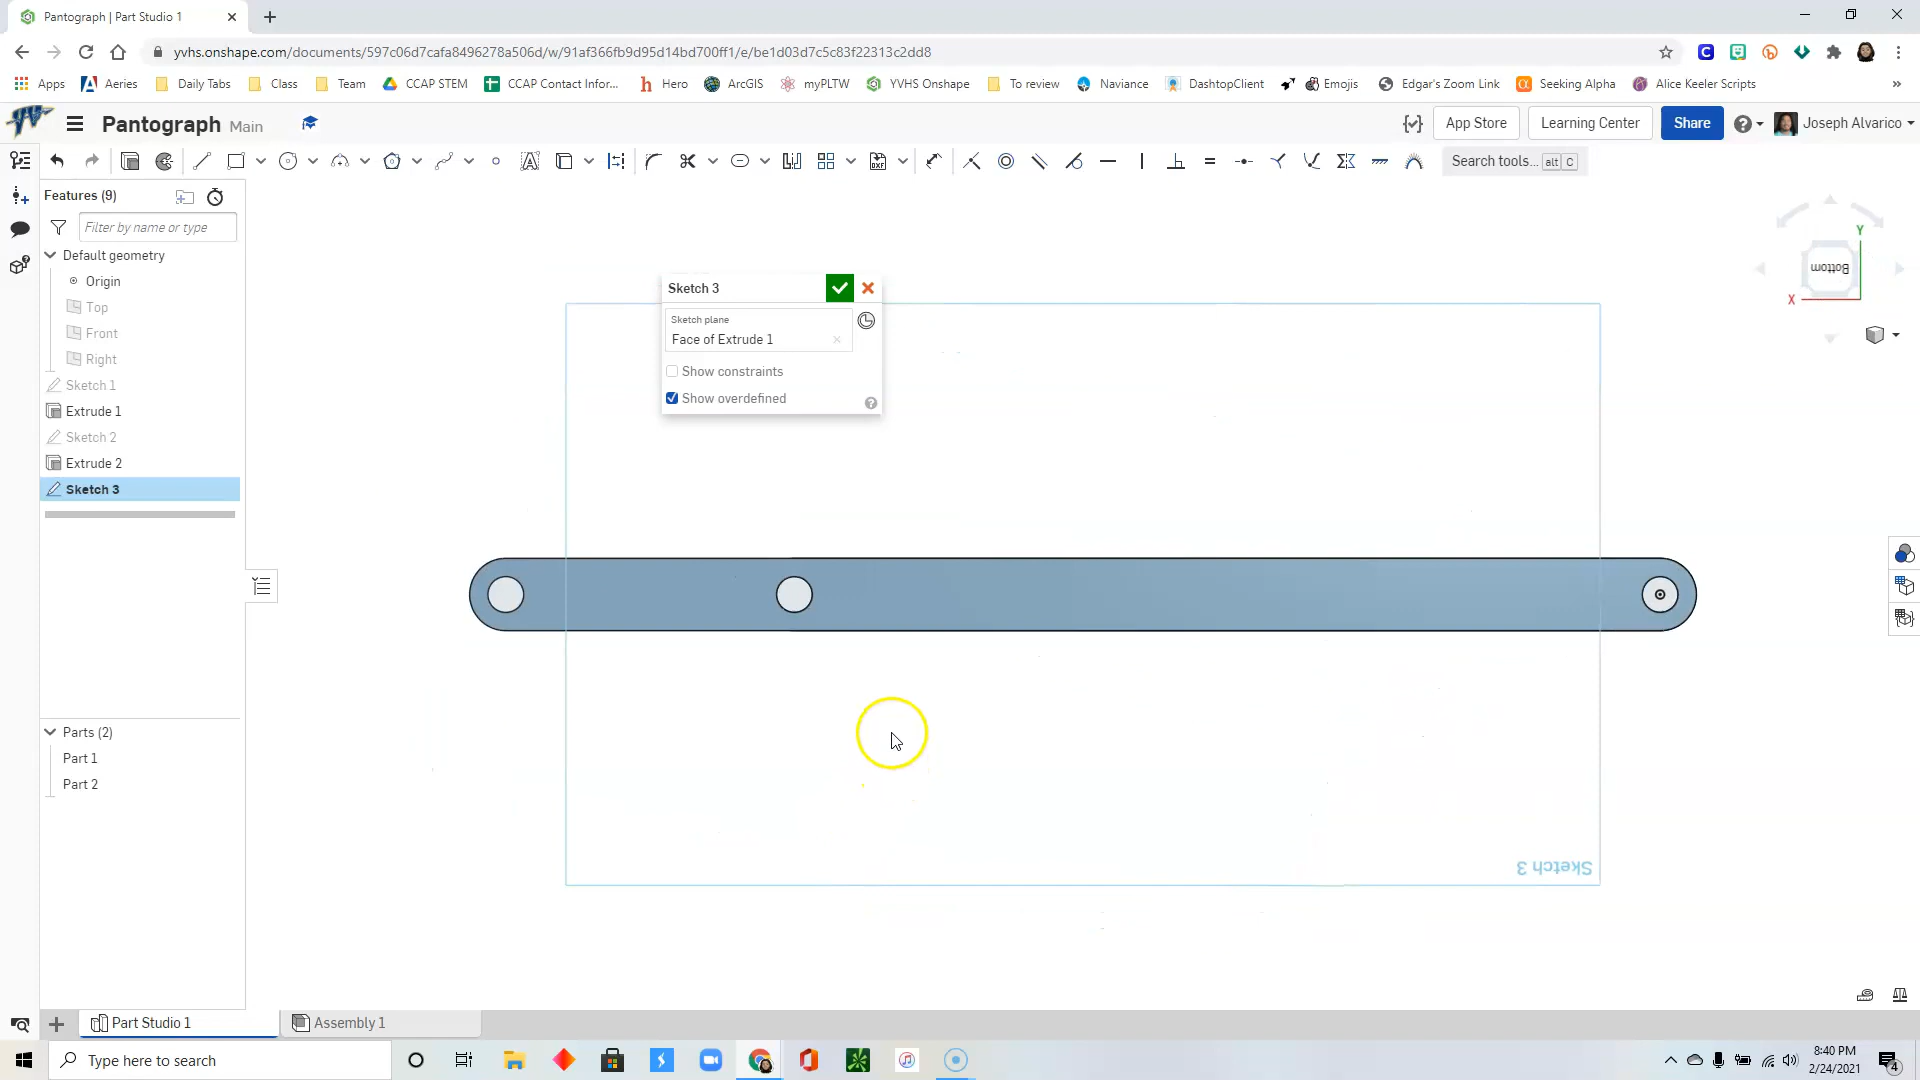 Pantograph | Part Studio 1
yvhs.onshape.com/documents/597c06d7cafa8496278a506d/w/91af366fb9d95d14bd700ff1/e/be1d03d7c5c83f22313c2dd8
Apps Aeries Daily Tabs Class Team CCAP STEM CCAP Contact Infor... Hero ArcGIS myPLTW YVHS Onshape To review Naviance DashtopClient Emojis Edgar's Zoom Link Seeking Alpha Alice Keeler Scripts »
Pantograph Main App Store Learning Center Share Joseph Alvarico
Search tools... alt C
Features (9)
Filter by name or type
Default geometry
Origin
Top
Front
Right
Sketch 1
Extrude 1
Sketch 2
Extrude 2
Sketch 3
Sketch 3
Sketch plane
Face of Extrude 1
Show constraints
Show overdefined
Y
Bottom
X
Sketch 3
Parts (2)
Part 1
Part 2
Part Studio 1 Assembly 1
Type here to search
8:40 PM
2/24/2021
4